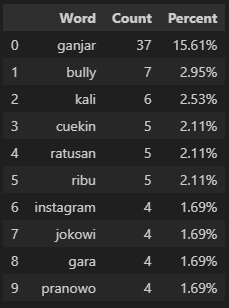 Word Count Percent
0 ganjar 37 15.61%
1 bully 7 2.95%
2 kali 6 2.53%
3 cuekin 5 2.11%
4 ratusan 5 2.11%
5 ribu 5 2.11%
6 instagram 4 1.69%
7 jokowi 4 1.69%
8 gara 4 1.69%
9 pranowo 4 1.69%